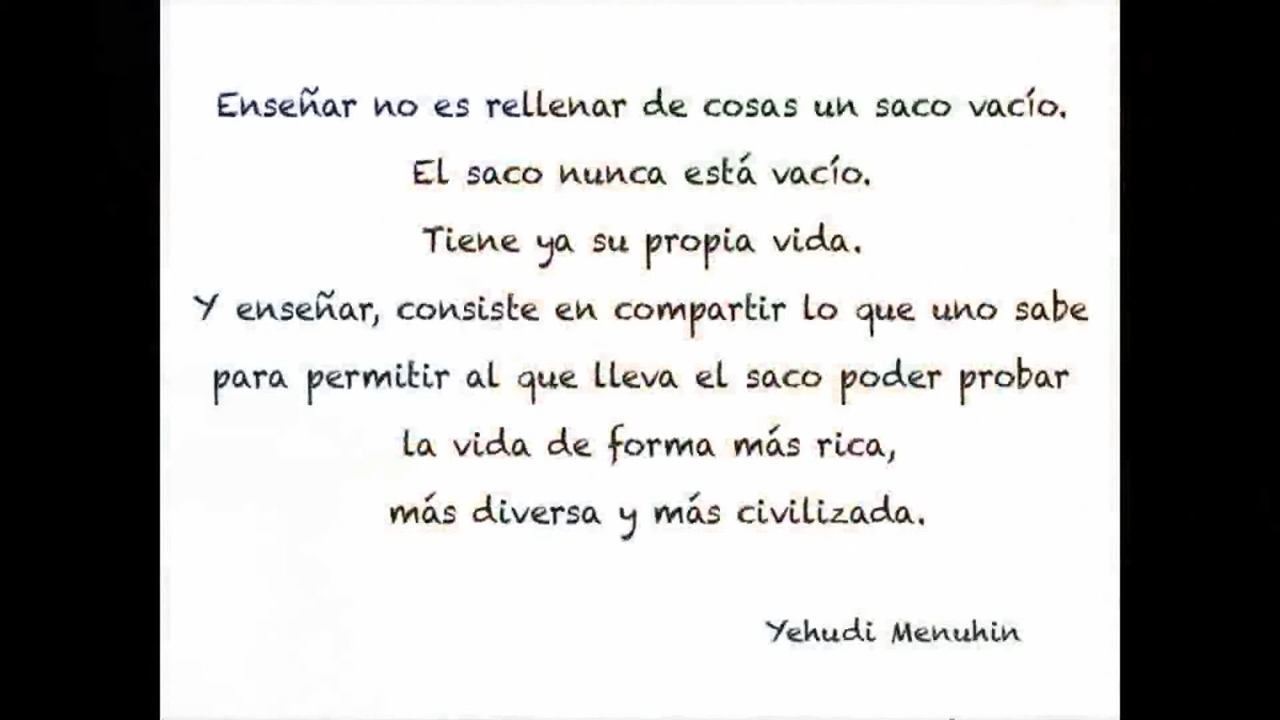 Enseñar no es rellenar de cosas un saco vacío.
El saco nunca está vacío.
Tiene ya su propia vida.
Y enseñar, consiste en compartir lo que uno sabe
para permitir al que lleva el saco poder probar
la vida de forma más rica,
más diversa y más civilizada.
Yehudi Menuhin